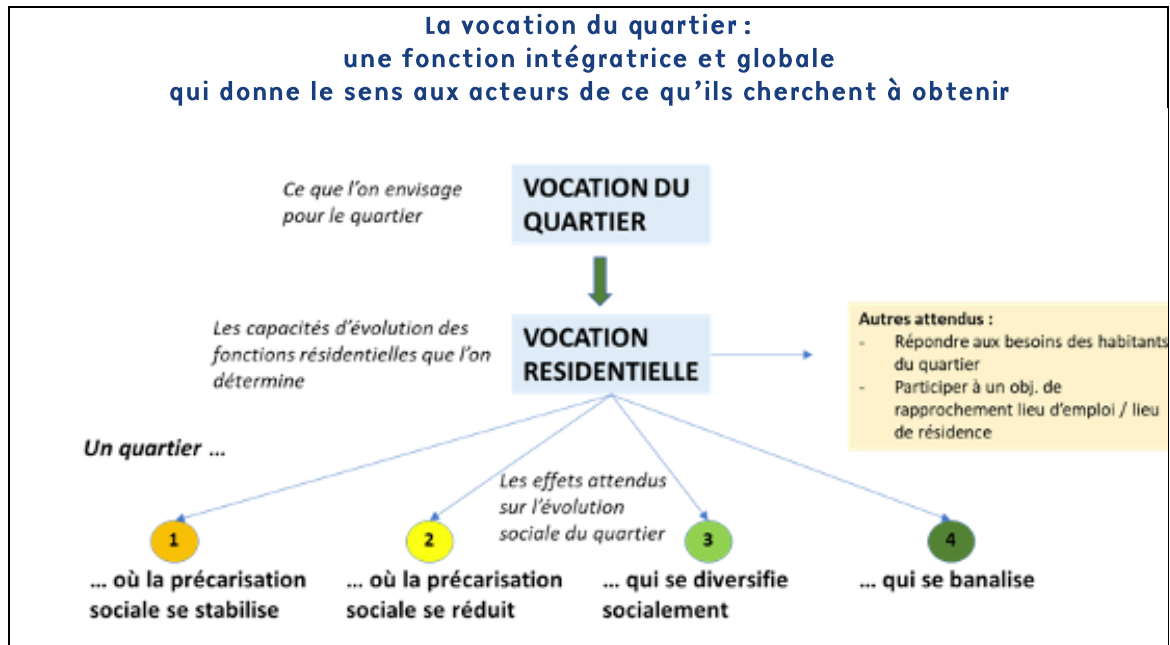 La vocation du quartier :
une fonction intégratrice et globale
qui donne le sens aux acteurs de ce qu'ils cherchent à obtenir
Ce que l'on envisage
pour le quartier
VOCATION DU
QUARTIER
Les capacités d'évolution des
fonctions résidentielles que l'on
détermine
VOCATION
RESIDENTIELLE
Autres attendus :
- Répondre aux besoins des habitants
du quartier
- Participer à un obj. de
rapprochement lieu d'emploi / lieu
de résidence
Un quartier ...
Les effets attendus
sur l'évolution
sociale du quartier
1
... où la précarisation
sociale se stabilise
2
... où la précarisation
sociale se réduit
3
... qui se diversifie
socialement
4
... qui se banalise